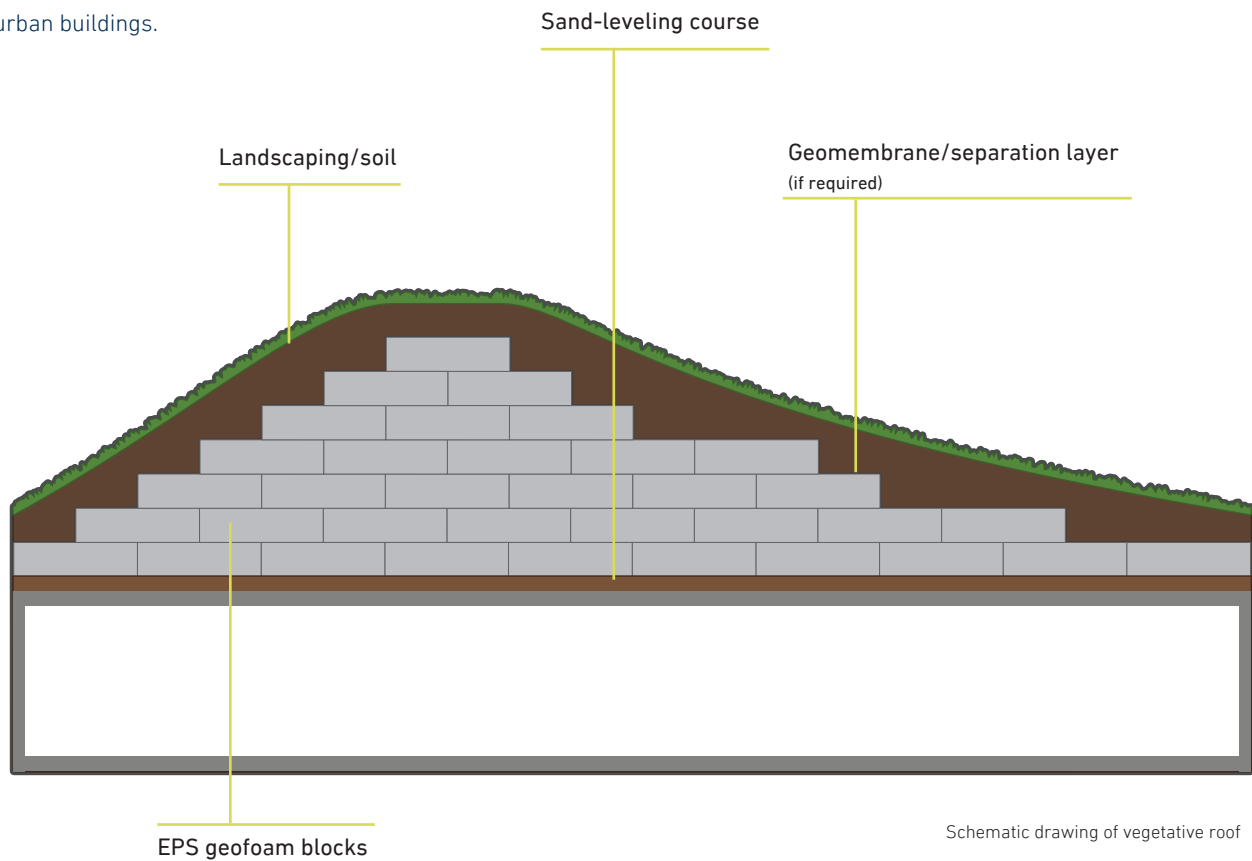 urban buildings.
Sand-leveling course
Landscaping/soil
Geomembrane/separation layer
(if required)
EPS geofoam blocks
Schematic drawing of vegetative roof